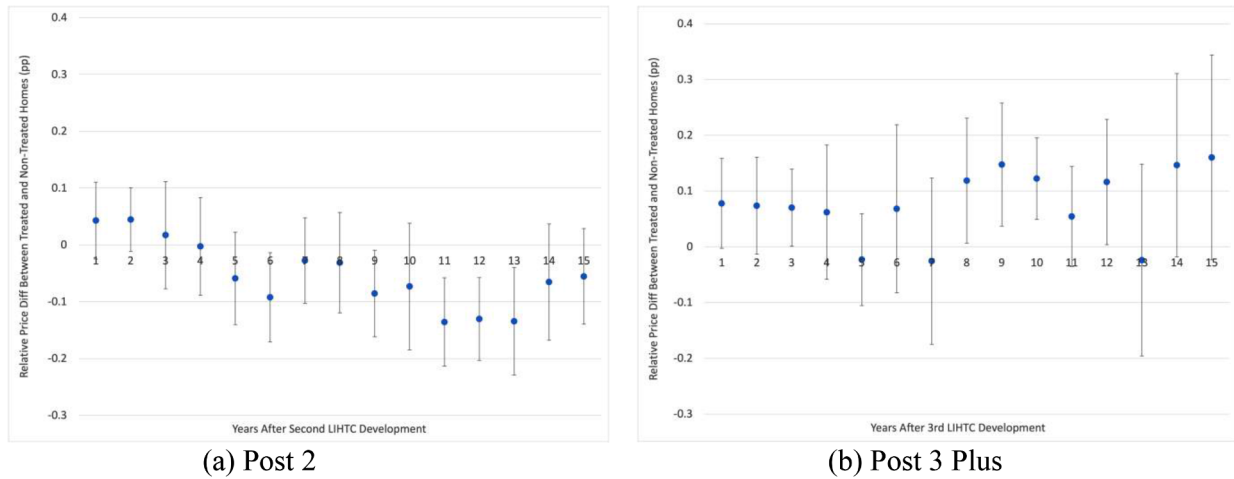 0.4
0.3
0.2
0.1
0
-0.1
-0.2
-0.3
Relative Price Diff Between Treated and Non-Treated Homes (pp)
1 2 3 4 5 6 7 8 9 10 11 12 13 14 15
Years After Second LIHTC Development
(a) Post 2
0.4
0.3
0.2
0.1
0
-0.1
-0.2
-0.3
Relative Price Diff Between Treated and Non-Treated Homes (pp)
1 2 3 4 5 6 7 8 9 10 11 12 13 14 15
Years After 3rd LIHTC Development
(b) Post 3 Plus